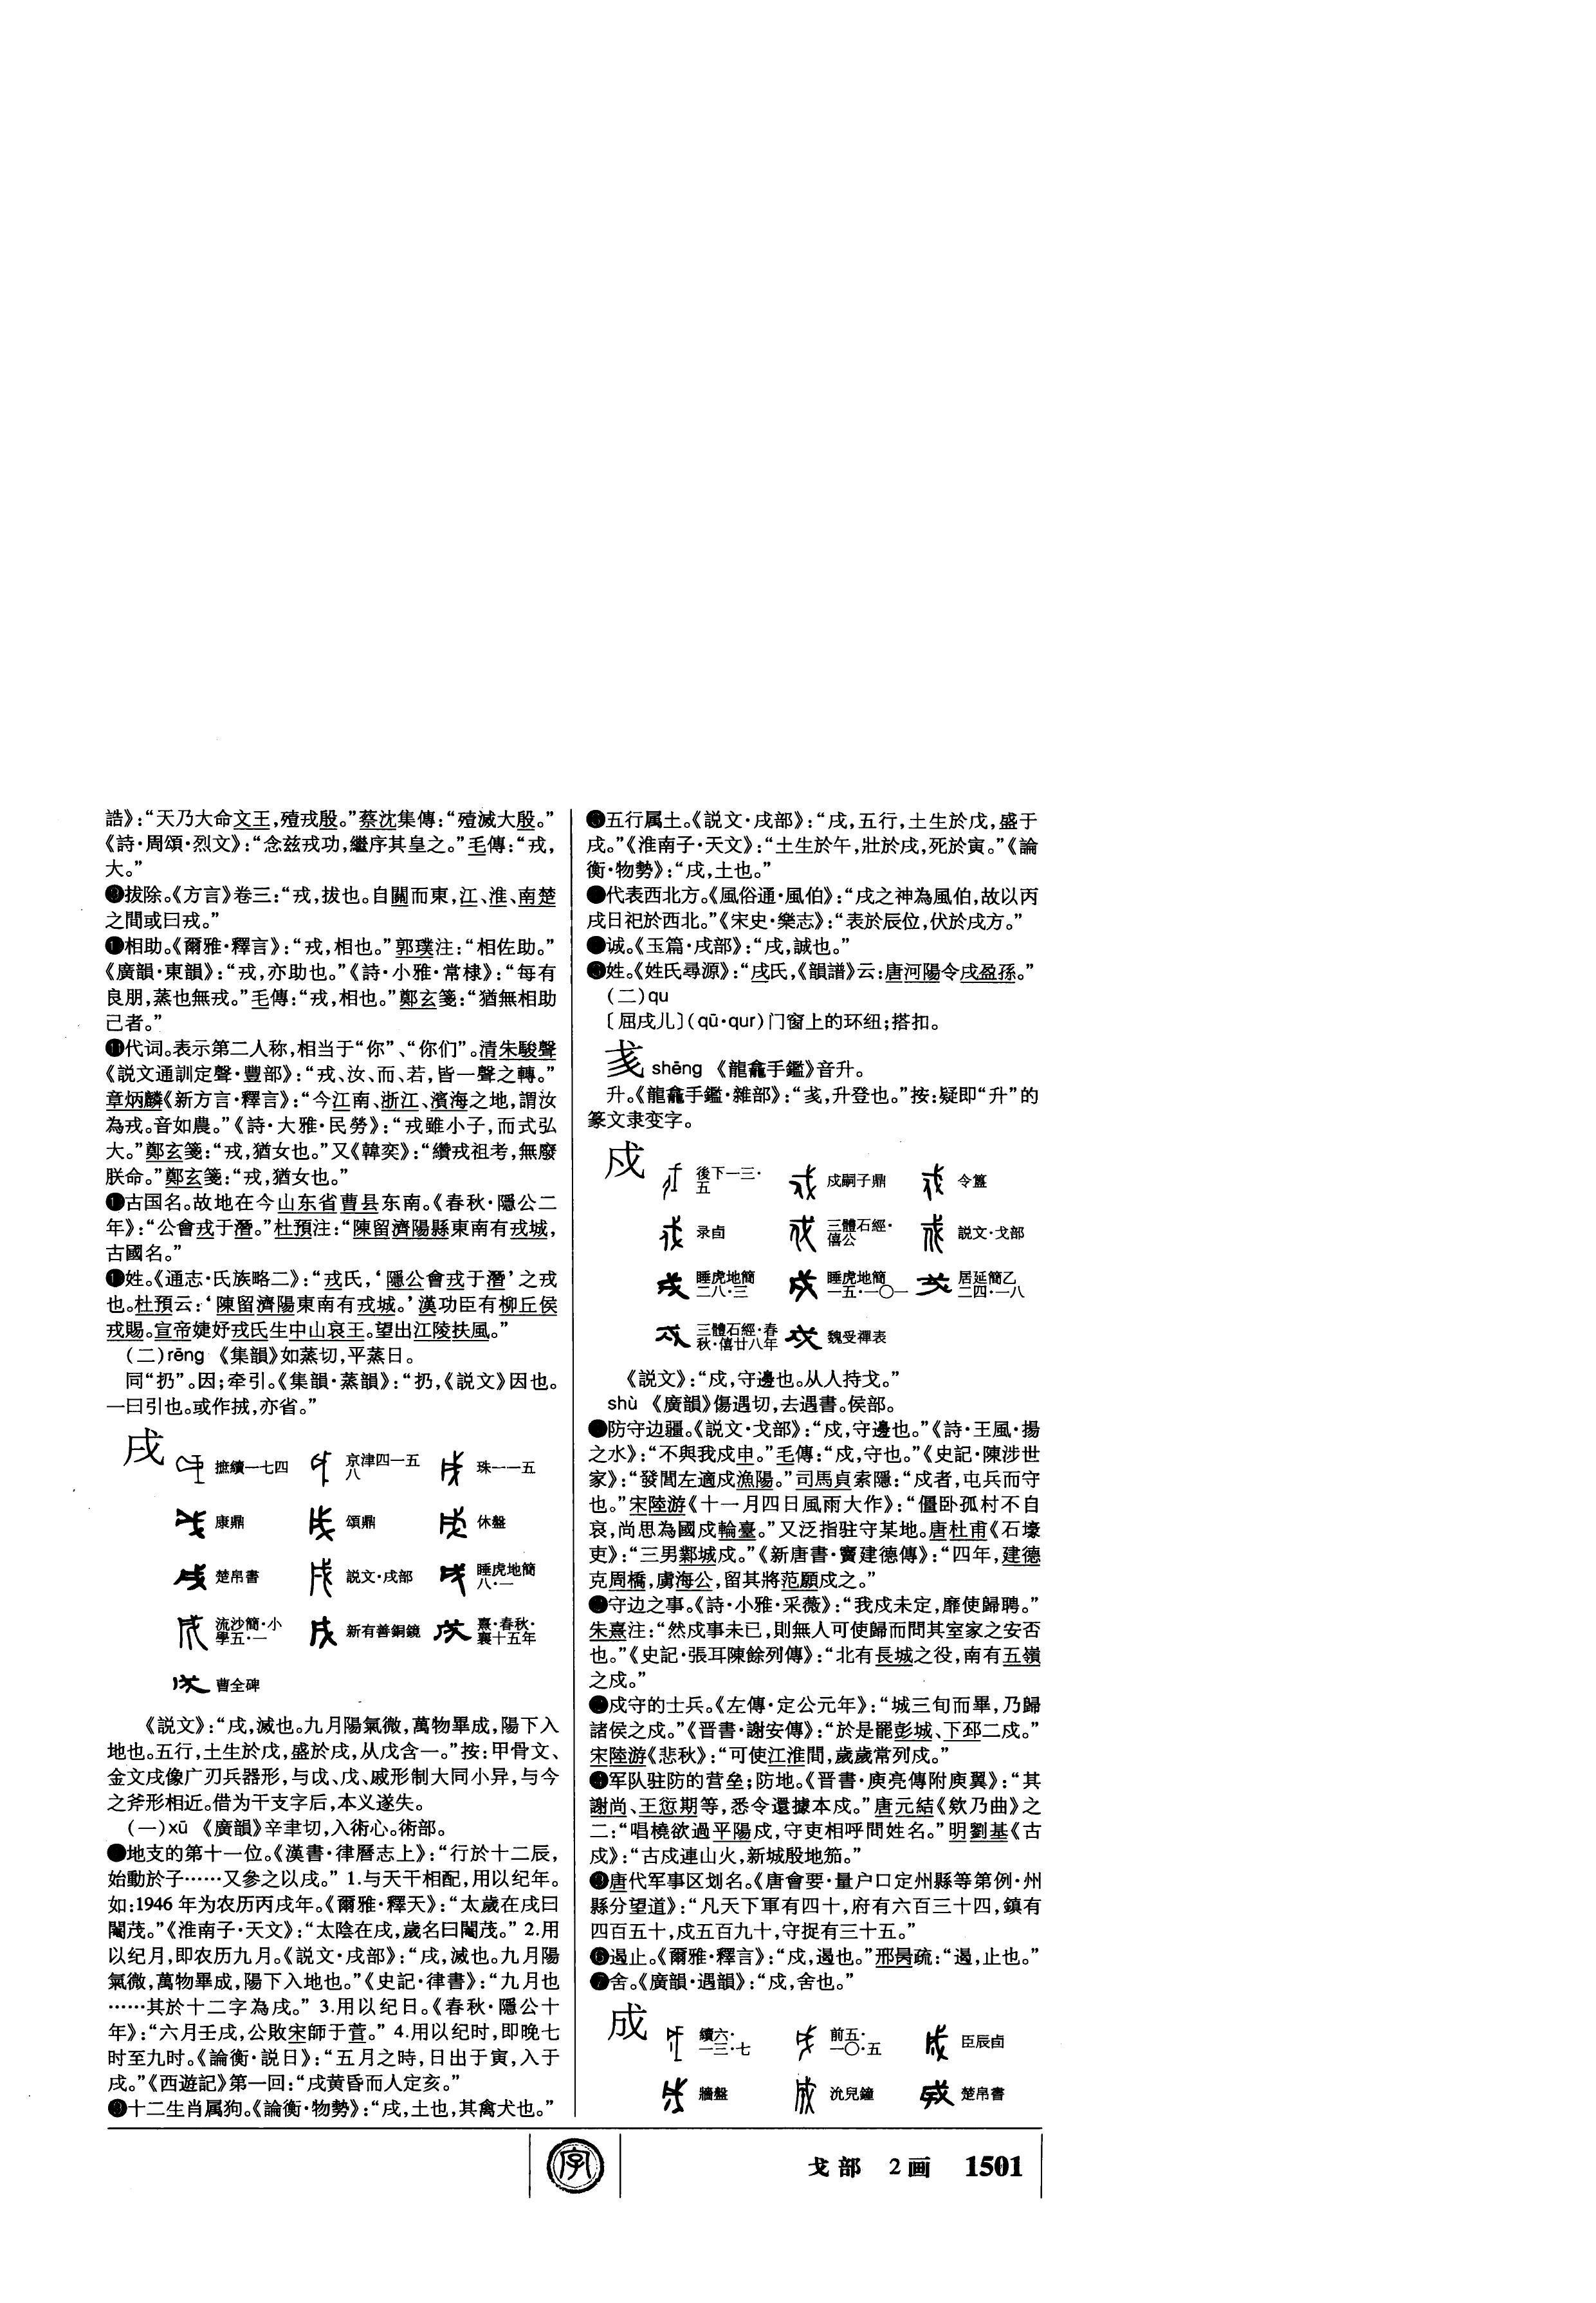 誥》：“天乃大命文王，殪戎殷。”蔡沈集傳：“殪滅大殷。”
《詩·周頌·烈文》：“念兹戎功，繼序其皇之。”毛傳：“戎，
大。”
拔除。《方言》卷三：“戎，拔也。自關而東，江、淮、南楚
之間或曰戎。”
相助。《爾雅·釋言》：“戎，相也。”郭璞注：“相佐助。”
《廣韻·東韻》：“戎，亦助也。”《詩·小雅·常棣》：“每有
良朋，蒸也無戎。”毛傳：“戎，相也。”鄭玄箋：“猶無相助
己者。”
⓫代词。表示第二人称，相当于“你”、“你们”。清朱駿聲
《説文通訓定聲·豐部》：“戎、汝、而、若，皆一聲之轉。”
章炳麟《新方言·釋言》：“今江南、浙江、濱海之地，謂汝
為戎。音如農。”《詩·大雅·民勞》：“戎雖小子，而式弘
大。”鄭玄箋：“戎，猶女也。”又《韓奕》：“纘戎祖考，無廢
朕命。”鄭玄箋：“戎，猶女也。”
古国名。故地在今山东省曹县东南。《春秋·隱公二
年》：“公會戎于潛。”杜預注：“陳留濟陽縣東南有戎城，
古國名。”
姓。《通志·氏族略二》：“戎氏，‘隱公會戎于潛’之戎
也。杜預云：‘陳留濟陽東南有戎城。’漢功臣有柳丘侯
戎賜。宣帝婕妤戎氏生中山哀王。望出江陵扶風。”
（二）rēng 《集韻》如蒸切，平蒸日。
同“扔”。因；牽引。《集韻·蒸韻》：“扔，《説文》因也。
一曰引也。或作㧟，亦省。”
戌 摭續一七四 京津四一五八 珠一一五
康鼎 頌鼎 休盤
楚帛書 説文·戌部 睡虎地簡八·一
流沙簡·小學五·一 新有善銅鏡 熹·春秋·襄十五年
曹全碑
《説文》：“戌，滅也。九月陽氣微，萬物畢成，陽下入
地也。五行，土生於戊，盛於戌，从戊含一。”按：甲骨文、
金文戌像广刃兵器形，与戉、戊、戚形制大同小异，与今
之斧形相近。借为干支字后，本义遂失。
（一）xū 《廣韻》辛聿切，入術心。術部。
地支的第十一位。《漢書·律曆志上》：“行於十二辰，
始動於子……又參之以戌。” 1.与天干相配，用以纪年。
如：1946 年为农历丙戌年。《爾雅·釋天》：“太歲在戌曰
閹茂。”《淮南子·天文》：“太陰在戌，歲名曰閹茂。” 2.用
以纪月，即农历九月。《説文·戌部》：“戌，滅也。九月陽
氣微，萬物畢成，陽下入地也。”《史記·律書》：“九月也
……其於十二字為戌。” 3.用以纪日。《春秋·隱公十
年》：“六月壬戌，公敗宋師于菅。” 4.用以纪时，即晚七
时至九时。《論衡·説日》：“五月之時，日出于寅，入于
戌。”《西遊記》第一回：“戌黄昏而人定亥。”
十二生肖属狗。《論衡·物勢》：“戌，土也，其禽犬也。”
五行属土。《説文·戌部》：“戌，五行，土生於戊，盛于
戌。”《淮南子·天文》：“土生於午，壯於戌，死於寅。”《論
衡·物勢》：“戌，土也。”
代表西北方。《風俗通·風伯》：“戌之神為風伯，故以丙
戌日祀於西北。”《宋史·樂志》：“表於辰位，伏於戌方。”
诚。《玉篇·戌部》：“戌，誠也。”
姓。《姓氏尋源》：“戌氏，《韻譜》云：唐河陽令戌盈孫。”
（二）qu
〔屈戌儿〕（qū·qur）门窗上的环纽；搭扣。
shēng 《龍龕手鑑》音升。
升。《龍龕手鑑·雜部》：“，升登也。”按：疑即“升”的
篆文隶变字。
戍 後下一三·五 戍嗣子鼎 令簋
录卣 三體石經·僖公 説文·戈部
睡虎地簡二八·三 睡虎地簡一五·一〇一 居延簡乙二四·一八
三體石經·春秋·僖廿八年 魏受禪表
《説文》：“戍，守邊也。从人持戈。”
shù 《廣韻》傷遇切，去遇書。侯部。
防守边疆。《説文·戈部》：“戍，守邊也。”《詩·王風·揚
之水》：“不與我戍申。”毛傳：“戍，守也。”《史記·陳涉世
家》：“發閭左適戍漁陽。”司馬貞索隱：“戍者，屯兵而守
也。”宋陸游《十一月四日風雨大作》：“僵卧孤村不自
哀，尚思為國戍輪臺。”又泛指驻守某地。唐杜甫《石壕
吏》：“三男鄴城戍。”《新唐書·竇建德傳》：“四年，建德
克周橋，虜海公，留其將范願戍之。”
守边之事。《詩·小雅·采薇》：“我戍未定，靡使歸聘。”
朱熹注：“然戍事未已，則無人可使歸而問其室家之安否
也。”《史記·張耳陳餘列傳》：“北有長城之役，南有五嶺
之戍。”
戍守的士兵。《左傳·定公元年》：“城三旬而畢，乃歸
諸侯之戍。”《晋書·謝安傳》：“於是罷彭城、下邳二戍。”
宋陸游《悲秋》：“可使江淮間，歲歲常列戍。”
军队驻防的营垒；防地。《晋書·庾亮傳附庾翼》：“其
謝尚、王愆期等，悉令還據本戍。”唐元結《欸乃曲》之
二：“唱橈欲過平陽戍，守吏相呼問姓名。”明劉基《古
戍》：“古戍連山火，新城殷地笳。”
唐代军事区划名。《唐會要·量户口定州縣等第例·州
縣分望道》：“凡天下軍有四十，府有六百三十四，鎮有
四百五十，戍五百九十，守捉有三十五。”
❻遏止。《爾雅·釋言》：“戍，遏也。”邢昺疏：“遏，止也。”
❼舍。《廣韻·遇韻》：“戍，舍也。”
成 續六·一三·七 前五·一〇·五 臣辰卣
牆盤 沇兒鐘 楚帛書
字
戈部 2画 1501